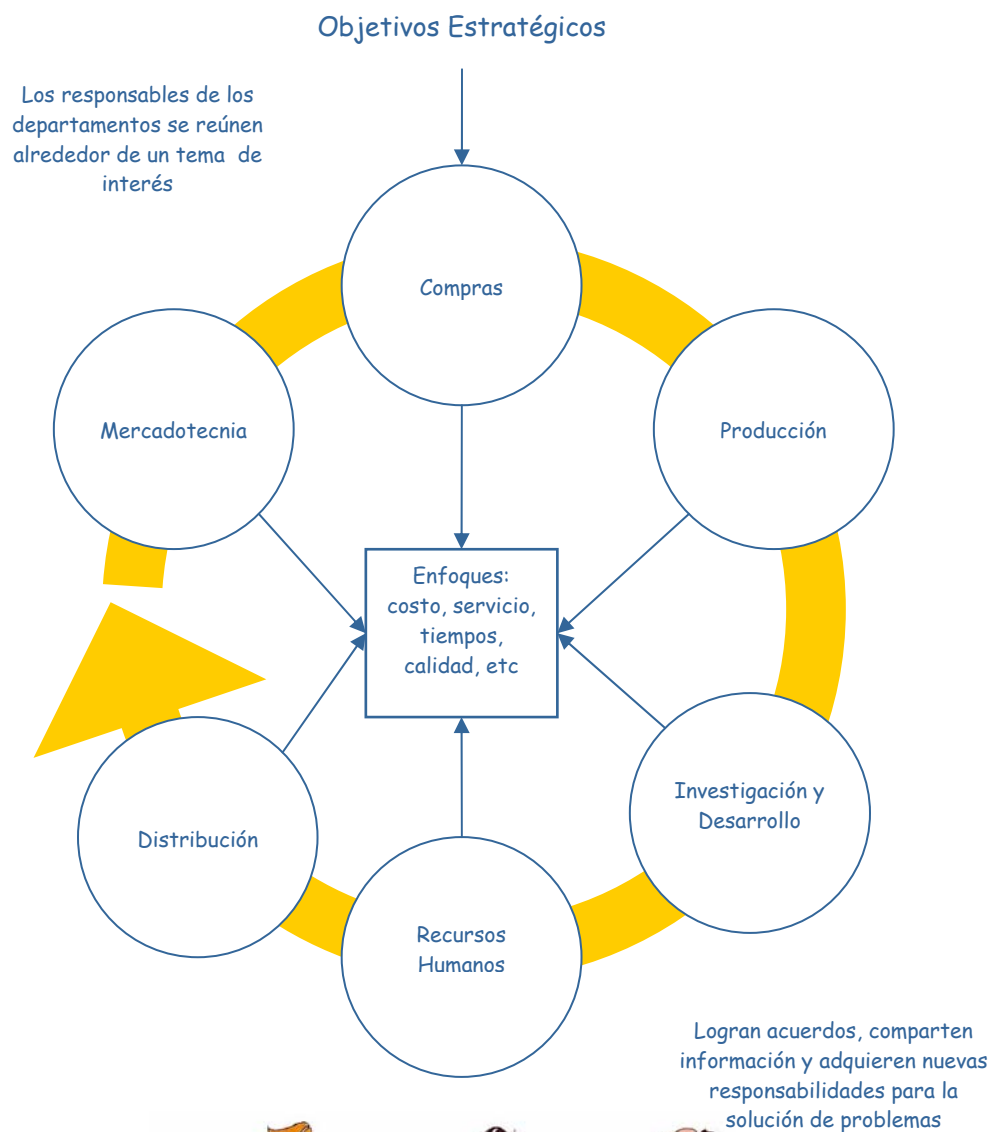 Objetivos Estratégicos
Los responsables de los
departamentos se reúnen
alrededor de un tema de
interés
Compras
Mercadotecnia
Producción
Enfoques:
costo, servicio,
tiempos,
calidad, etc
Investigación y
Desarrollo
Distribución
Recursos
Humanos
Logran acuerdos, comparten
información y adquieren nuevas
responsabilidades para la
solución de problemas